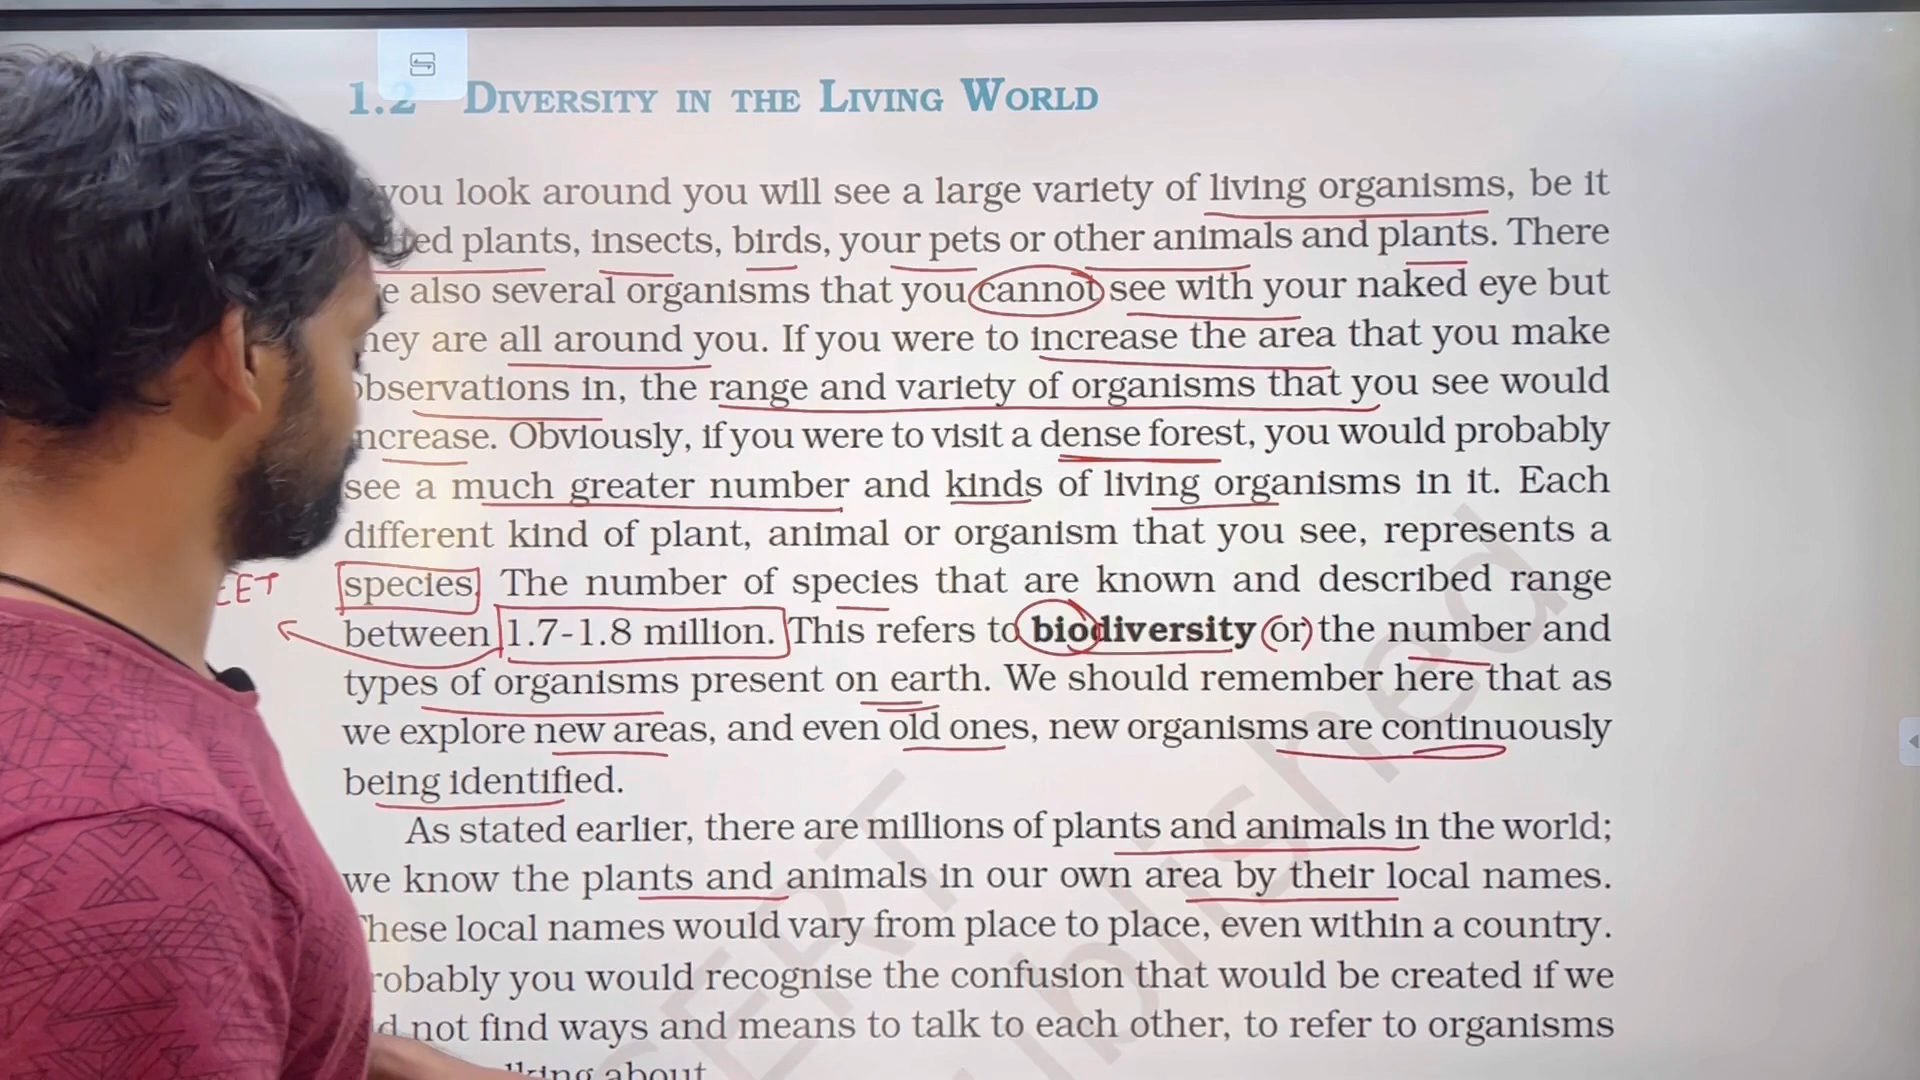 1.2 DIVERSITY IN THE LIVING WORLD
you look around you will see a large variety of living organisms, be it
plants, insects, birds, your pets or other animals and plants. There
also several organisms that you cannot see with your naked eye but
are all around you. If you were to increase the area that you make
observations in, the range and variety of organisms that you see would
increase. Obviously, if you were to visit a dense forest, you would probably
see a much greater number and kinds of living organisms in it. Each
different kind of plant, animal or organism that you see, represents a
species. The number of species that are known and described range
between 1.7-1.8 million. This refers to biodiversity or the number and
types of organisms present on earth. We should remember here that as
we explore new areas, and even old ones, new organisms are continuously
being identified.
As stated earlier, there are millions of plants and animals in the world;
we know the plants and animals in our own area by their local names.
These local names would vary from place to place, even within a country.
Probably you would recognise the confusion that would be created if we
not find ways and means to talk to each other, to refer to organisms
about